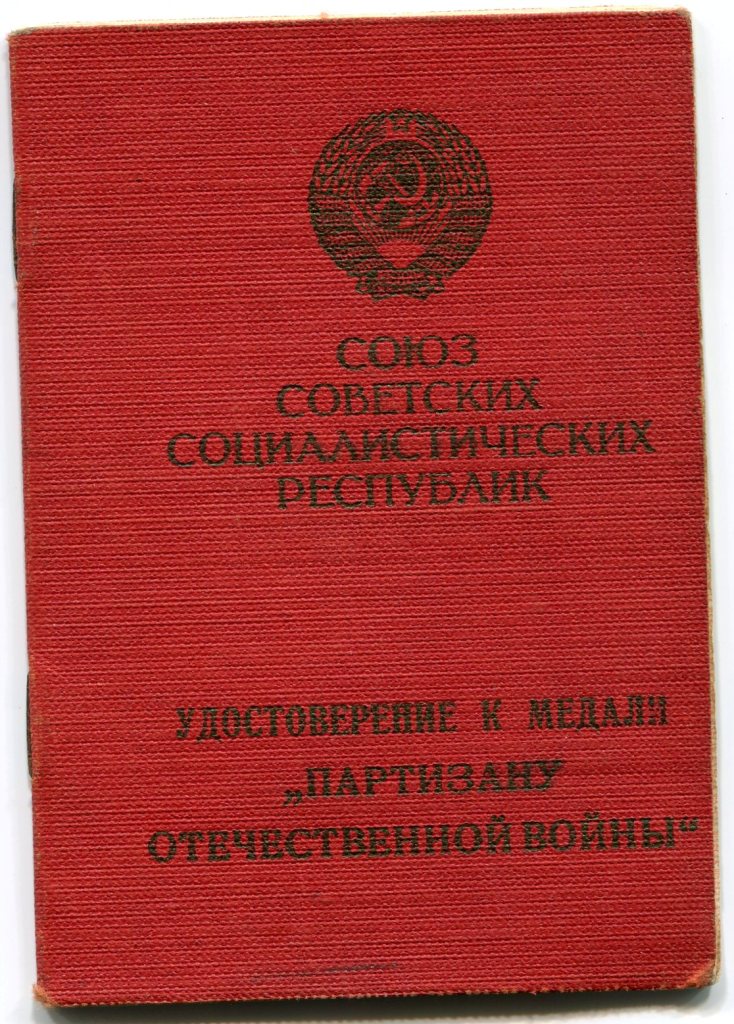 СОЮЗ
СОВЕТСКИХ
СОЦИАЛИСТИЧЕСКИХ
РЕСПУБЛИК
УДОСТОВЕРЕНИЕ К МЕДАЛИ
„ПАРТИЗАНУ
ОТЕЧЕСТВЕННОЙ ВОЙНЫ“